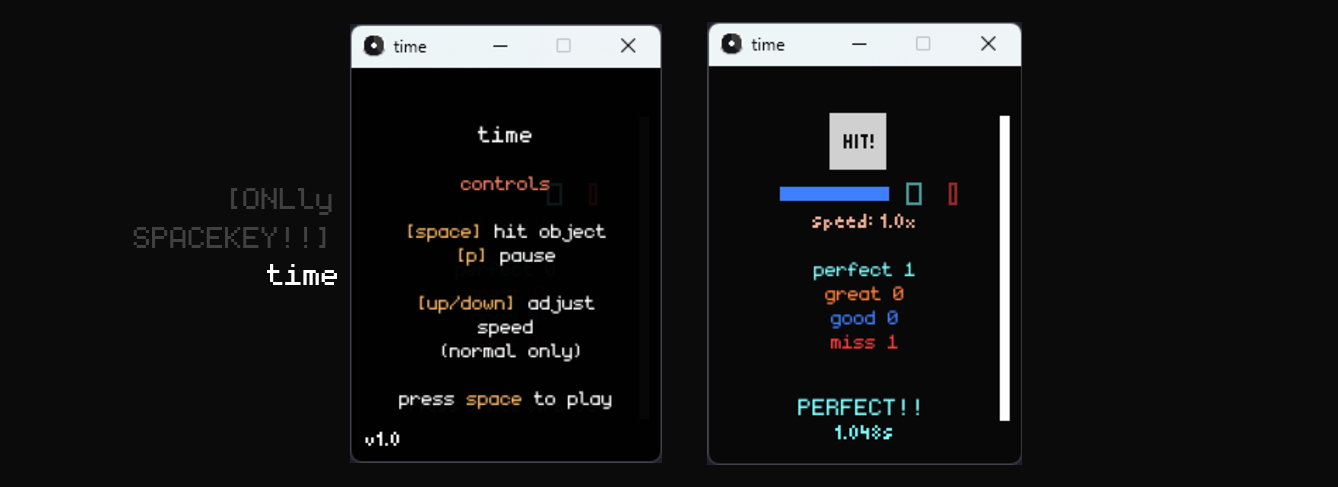 [ONLly
SPACEKEY!!]
time
time
time
controls
[space] hit object
[p] pause
[up/down] adjust
speed
(normal only)
press space to play
v1.0
time
HIT!
speed: 1.0x
perfect 1
great 0
good 0
miss 1
PERFECT!!
1.048s